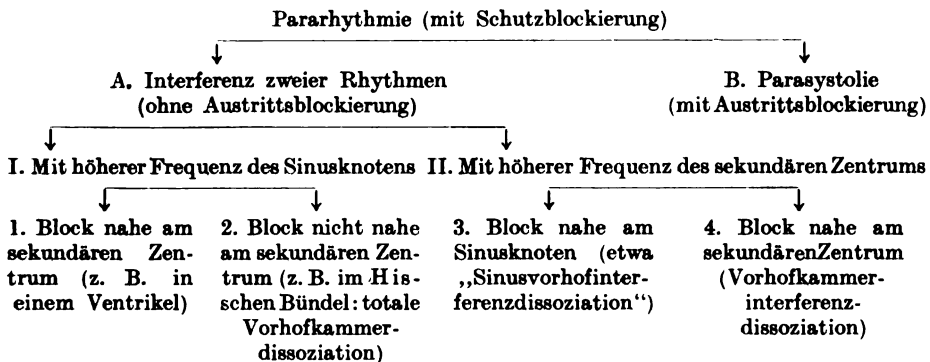 Pararhythmie (mit Schutzblockierung)
A. Interferenz zweier Rhythmen
(ohne Austrittsblockierung)
B. Parasystolie
(mit Austrittsblockierung)
I. Mit höherer Frequenz des Sinusknotens
II. Mit höherer Frequenz des sekundären Zentrums
1. Block nahe am
sekundären Zen-
trum (z. B. in
einem Ventrikel)
2. Block nicht nahe
am sekundären Zen-
trum (z. B. im His-
schen Bündel: totale
Vorhofkammer-
dissoziation)
3. Block nahe am
Sinusknoten (etwa
„Sinusvorhofinter-
ferenzdissoziation“)
4. Block nahe am
sekundärenZentrum
(Vorhofkammer-
interferenz-
dissoziation)